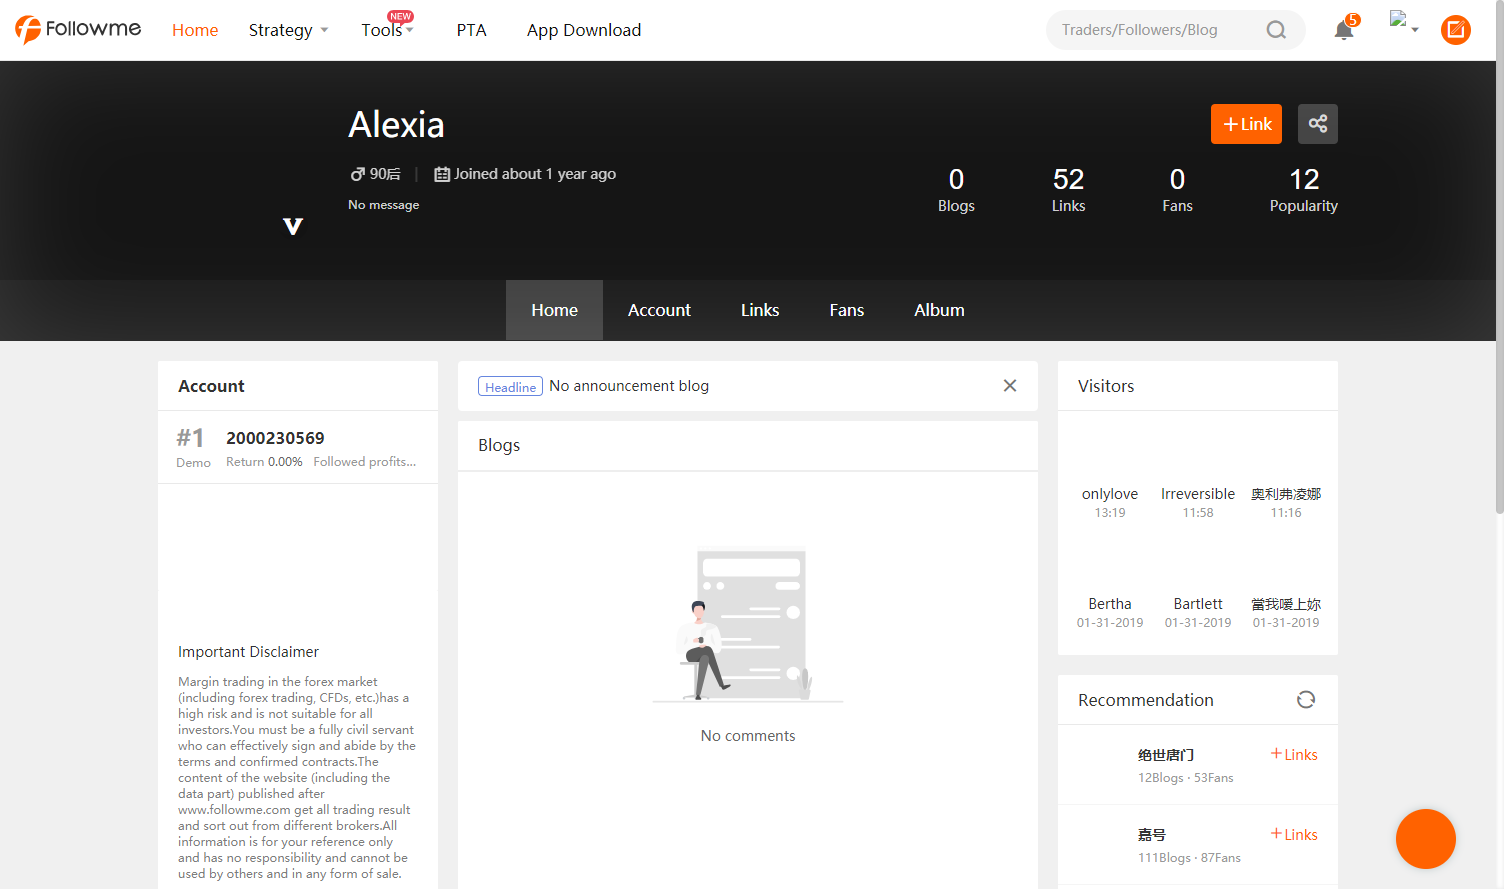 Followme
Home
Strategy
Tools
NEW
PTA
App Download
Traders/Followers/Blog
5
Alexia
+Link
90后
Joined about 1 year ago
No message
V
0
Blogs
52
Links
0
Fans
12
Popularity
Home
Account
Links
Fans
Album
Account
#1
Demo
2000230569
Return 0.00% Followed profits...
Important Disclaimer
Margin trading in the forex market
(including forex trading, CFDs, etc.)has a
high risk and is not suitable for all
investors.You must be a fully civil servant
who can effectively sign and abide by the
terms and confirmed contracts.The
content of the website (including the
data part) published after
www.followme.com get all trading result
and sort out from different brokers.All
information is for your reference only
and has no responsibility and cannot be
used by others and in any form of sale.
Headline No announcement blog
Blogs
No comments
Visitors
onlylove
13:19
Irreversible
11:58
奥利弗凌娜
11:16
Bertha
01-31-2019
Bartlett
01-31-2019
當我嗳上妳
01-31-2019
Recommendation
绝世唐门
12Blogs · 53Fans
+Links
嘉号
111Blogs · 87Fans
+Links